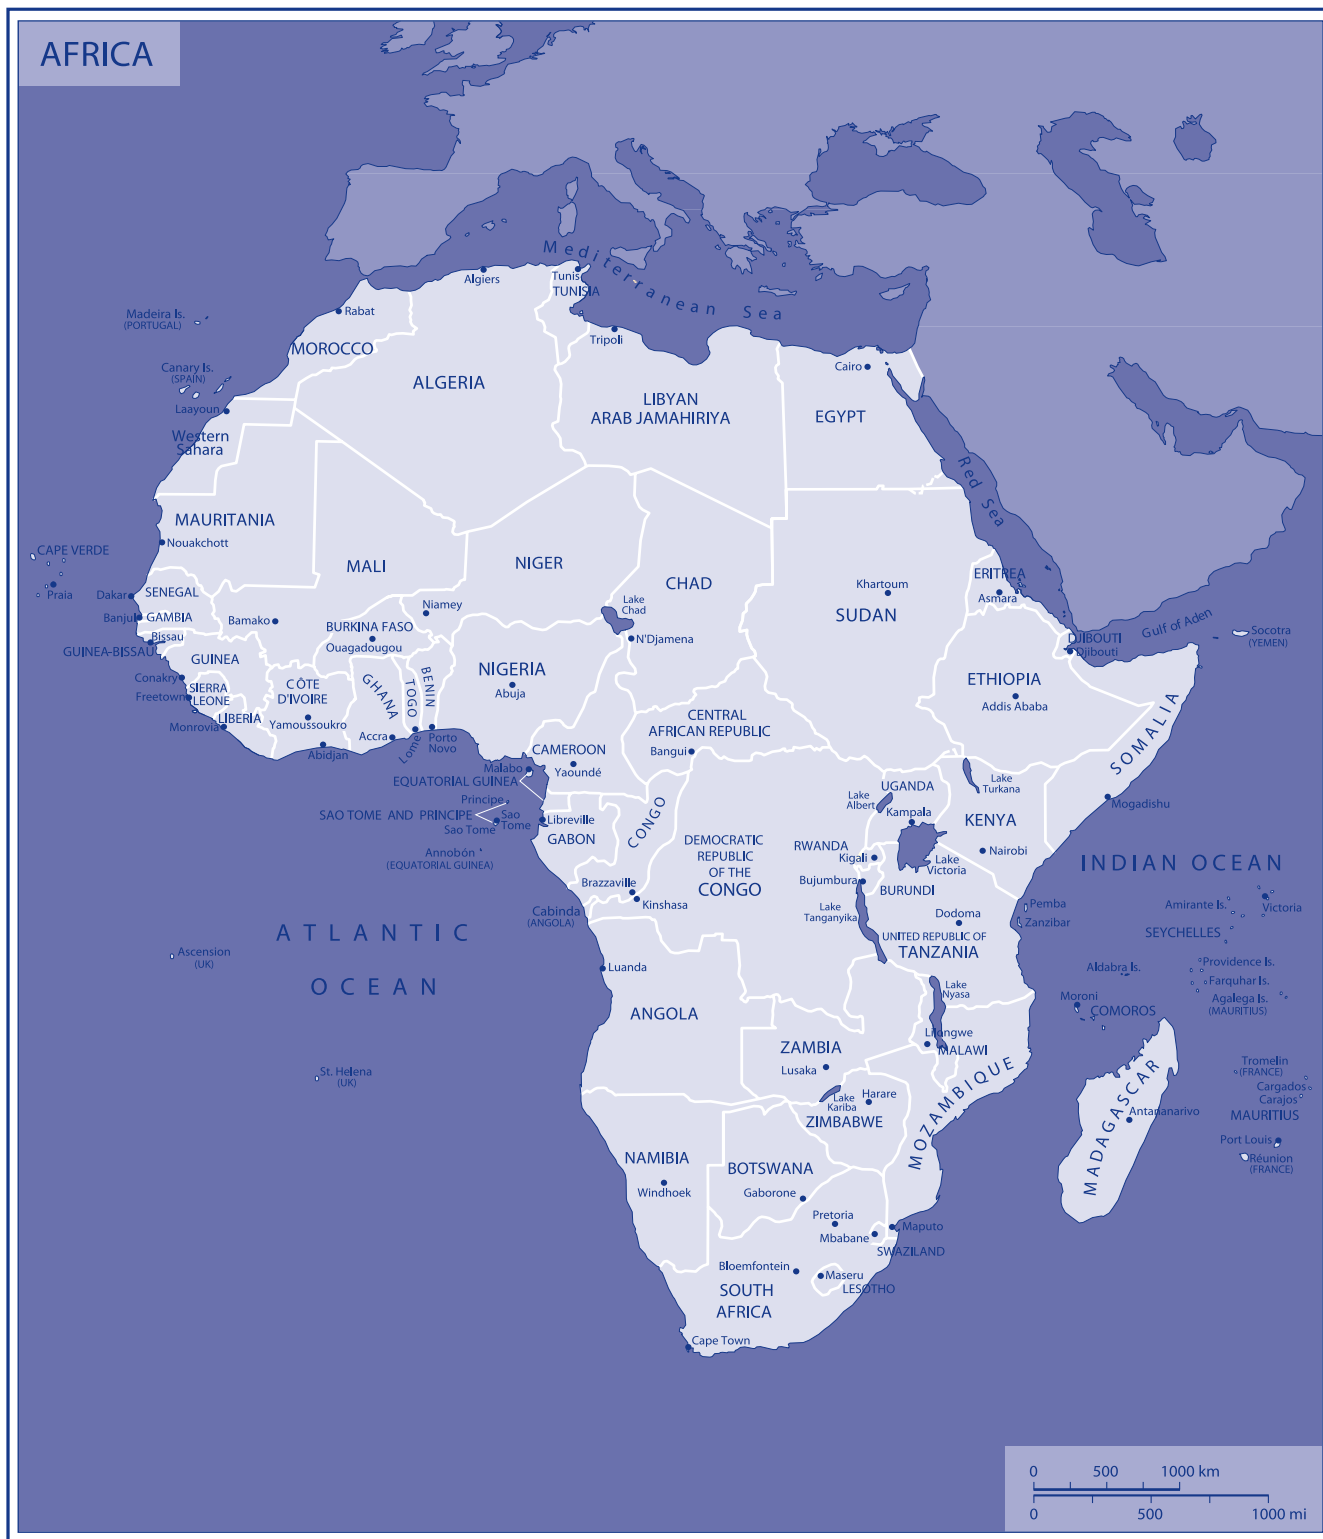 AFRICA
Mediterranean Sea
Algiers
Tunis
TUNISIA
Madeira Is.
(PORTUGAL)
Rabat
Tripoli
MOROCCO
Canary Is.
(SPAIN)
Cairo
ALGERIA
LIBYAN
ARAB JAMAHIRIYA
EGYPT
Laayoun
Western
Sahara
Red Sea
MAURITANIA
Nouakchott
CAPE VERDE
Praia
MALI
NIGER
CHAD
Khartoum
SUDAN
ERITREA
Asmara
Dakar
SENEGAL
Banjul
GAMBIA
Bissau
GUINEA-BISSAU
Bamako
Niamey
Lake
Chad
BURKINA FASO
Ouagadougou
N'Djamena
DJIBOUTI
Djibouti
Gulf of Aden
Socotra
(YEMEN)
GUINEA
Conakry
SIERRA
LEONE
Freetown
CÔTE
D'IVOIRE
GHANA
TOGO
BENIN
NIGERIA
Abuja
ETHIOPIA
Addis Ababa
SOMALIA
LIBERIA
Monrovia
Yamoussoukro
Abidjan
Accra
Lome
Porto
Novo
CENTRAL
AFRICAN REPUBLIC
Bangui
CAMEROON
Yaoundé
Malabo
EQUATORIAL GUINEA
Principe
SAO TOME AND PRINCIPE
Sao
Tome
Sao Tome
Libreville
GABON
CONGO
Annobón
(EQUATORIAL GUINEA)
UGANDA
Lake
Albert
Kampala
Lake
Turkana
KENYA
Mogadishu
DEMOCRATIC
REPUBLIC
OF THE
CONGO
RWANDA
Kigali
Lake
Victoria
Nairobi
INDIAN OCEAN
Bujumbura
BURUNDI
Brazzaville
Kinshasa
Cabinda
(ANGOLA)
Lake
Tanganyika
Dodoma
UNITED REPUBLIC OF
TANZANIA
Pemba
Zanzibar
Amirante Is.
Victoria
SEYCHELLES
ATLANTIC
OCEAN
Ascension
(UK)
Luanda
Aldabra Is.
Providence Is.
Farquhar Is.
Agalega Is.
(MAURITIUS)
Lake
Nyasa
Moroni
COMOROS
ANGOLA
ZAMBIA
Lusaka
Lilongwe
MALAWI
MOZAMBIQUE
St. Helena
(UK)
Tromelin
(FRANCE)
Cargados
Carajos
MAURITIUS
Port Louis
Réunion
(FRANCE)
MADAGASCAR
Antananarivo
Lake
Kariba
Harare
ZIMBABWE
NAMIBIA
Windhoek
BOTSWANA
Gaborone
Pretoria
Mbabane
Maputo
SWAZILAND
Bloemfontein
Maseru
LESOTHO
SOUTH
AFRICA
Cape Town
0 500 1000 km
0 500 1000 mi